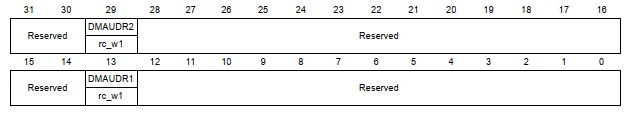 31 30 29 28 27 26 25 24 23 22 21 20 19 18 17 16
Reserved DMAUDR2 Reserved
rc_w1
15 14 13 12 11 10 9 8 7 6 5 4 3 2 1 0
Reserved DMAUDR1 Reserved
rc_w1